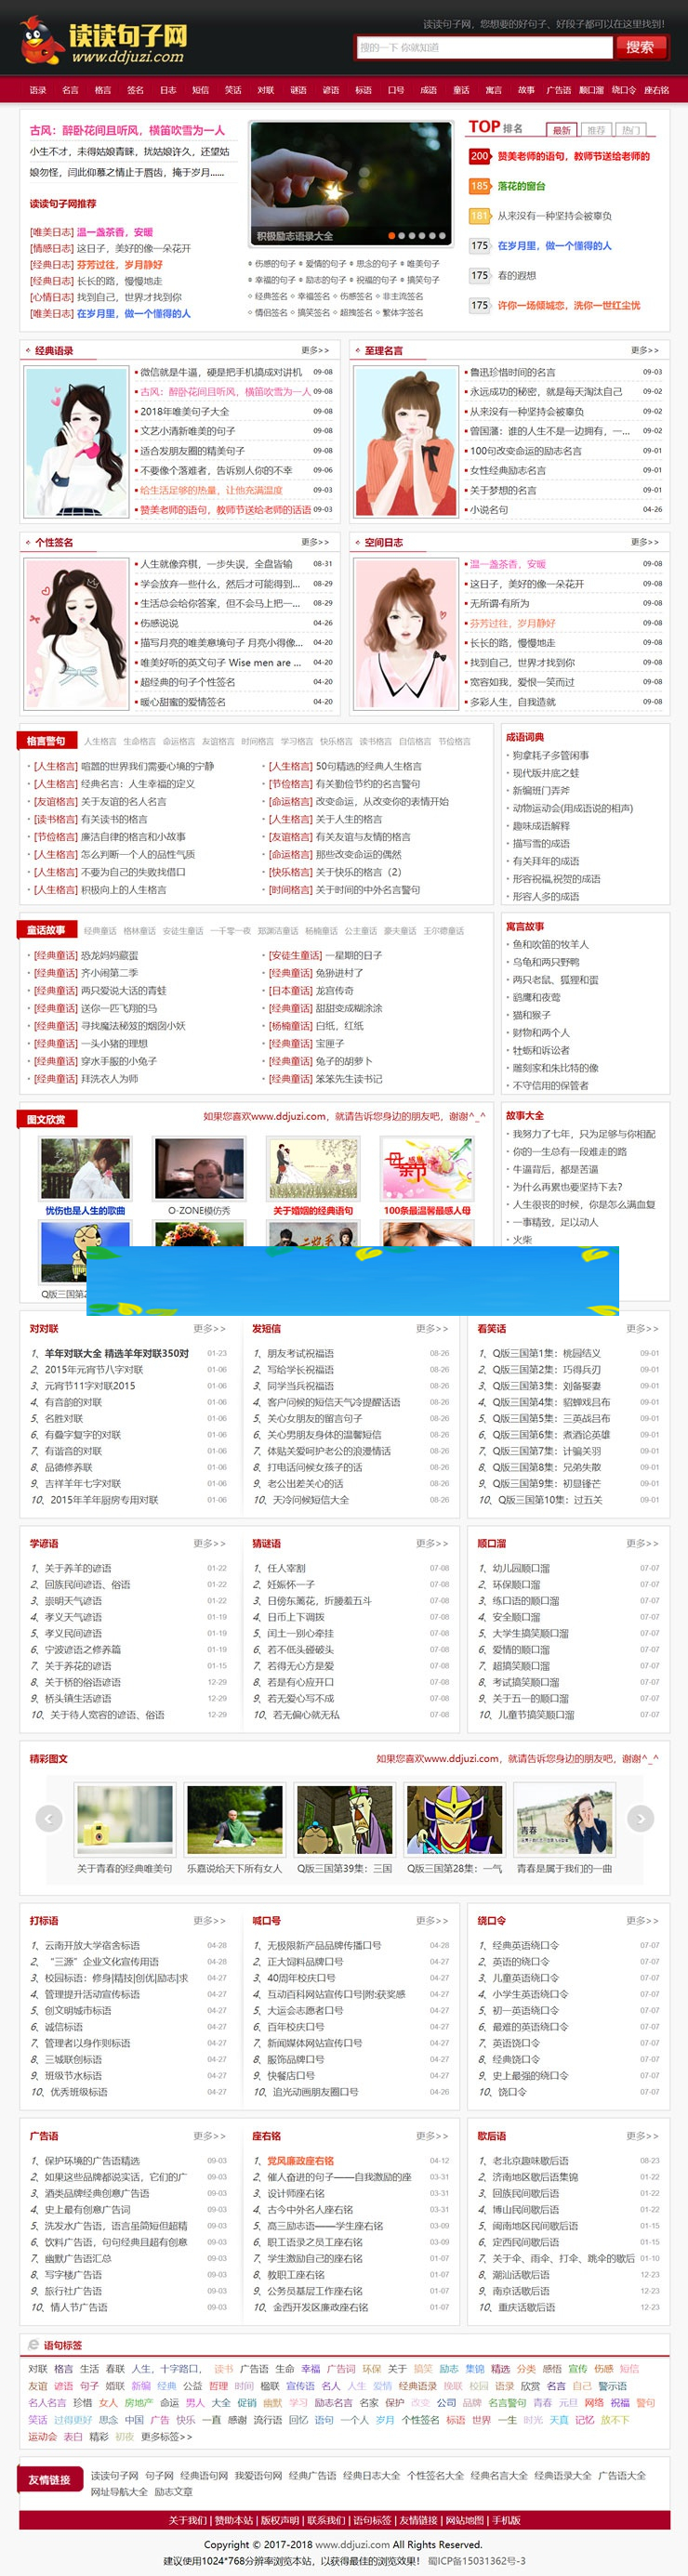 读读句子网
www.ddjuzi.com
读读句子网，您想要的好句子、好段子都可以在这里找到！
搜的一下 你就知道
搜索
语录 名言 格言 签名 日志 短信 笑话 对联 谜语 谚语 标语 口号 成语 童话 寓言 故事 广告语 顺口溜 绕口令 座右铭
古风：醉卧花间且听风，横笛吹雪为一人
小生不才，未得姑娘青睐，扰姑娘许久，还望姑
娘勿怪，闫此仰慕之情止于唇齿，掩于岁月......
读读句子网推荐
[唯美日志] 温一盏茶香，安暖
[情感日志] 这日子，美好的像一朵花开
[经典日志] 芬芳过往，岁月静好
[经典日志] 长长的路，慢慢地走
[心情日志] 找到自己，世界才找到你
[唯美日志] 在岁月里，做一个懂得的人
积极励志语录大全
伤感的句子 爱情的句子 思念的句子 唯美句子
幸福的句子 励志的句子 祝福的句子 搞笑句子
经典签名 幸福签名 伤感签名 非主流签名
情侣签名 搞笑签名 超拽签名 繁体字签名
TOP 排名 最新 推荐 热门
200 赞美老师的语句，教师节送给老师的
185 落花的窗台
181 从来没有一种坚持会被辜负
175 在岁月里，做一个懂得的人
175 春的遐想
175 许你一场倾城恋，洗你一世红尘忧
经典语录 更多>>
微信就是牛逼，硬是把手机搞成对讲机 09-08
古风：醉卧花间且听风，横笛吹雪为一人 09-08
2018年唯美句子大全 09-08
文艺小清新唯美的句子 09-08
适合发朋友圈的精美句子 09-08
不要像个落难者，告诉别人你的不幸 09-06
给生活足够的热量，让他充满温度 09-03
赞美老师的语句，教师节送给老师的话语 09-03
至理名言 更多>>
鲁迅珍惜时间的名言 09-03
永远成功的秘密，就是每天淘汰自己 09-02
从来没有一种坚持会被辜负 09-02
曾国藩：谁的人生不是一边拥有，一... 09-02
100句改变命运的励志名言 09-01
女性经典励志名言 09-01
关于梦想的名言 09-01
小说名句 04-26
个性签名 更多>>
人生就像弈棋，一步失误，全盘皆输 08-31
学会放弃一些什么，然后才可能得到... 08-29
生活总会给你答案，但不会马上把一... 08-29
伤感说说 04-26
描写月亮的唯美意境句子 月亮小得像... 04-20
唯美好听的英文句子 Wise men are ... 04-20
超经典的句子个性签名 04-20
暖心甜蜜的爱情签名 04-20
空间日志 更多>>
温一盏茶香，安暖 09-08
这日子，美好的像一朵花开 09-08
无所谓·有所为 09-08
芬芳过往，岁月静好 09-08
长长的路，慢慢地走 09-08
找到自己，世界才找到你 09-08
宽容如我，爱恨一笑而过 09-08
多彩人生，自我造就 09-08
格言警句 人生格言 生命格言 命运格言 友谊格言 时间格言 学习格言 快乐格言 读书格言 自信格言 节俭格言
[人生格言] 喧嚣的世界我们需要心境的宁静
[人生格言] 50句精选的经典人生格言
[人生格言] 经典名言：人生幸福的定义
[节俭格言] 有关勤俭节约的名言警句
[友谊格言] 关于友谊的名人名言
[命运格言] 改变命运，从改变你的表情开始
[读书格言] 有关读书的格言
[人生格言] 关于人生的格言
[节俭格言] 廉洁自律的格言和小故事
[友谊格言] 有关友谊与友情的格言
[人生格言] 怎么判断一个人的品性气质
[命运格言] 那些改变命运的偶然
[人生格言] 不要为自己的失败找借口
[快乐格言] 关于快乐的格言（2）
[人生格言] 积极向上的人生格言
[时间格言] 关于时间的中外名言警句
成语词典
狗拿耗子多管闲事
现代版井底之蛙
新编班门弄斧
动物运动会(用成语说的相声)
趣味成语解释
描写雪的成语
有关拜年的成语
形容祝福,祝贺的成语
形容人多的成语
童话故事 经典童话 格林童话 安徒生童话 一千零一夜 郑渊洁童话 杨楠童话 公主童话 豪夫童话 王尔德童话
[经典童话] 恐龙妈妈藏蛋
[安徒生童话] 一星期的日子
[经典童话] 齐小闹第二季
[经典童话] 兔狲进村了
[经典童话] 两只爱说大话的青蛙
[日本童话] 龙宫传奇
[经典童话] 送你一匹飞翔的马
[经典童话] 甜甜变成糊涂涂
[经典童话] 寻找魔法秘笈的烟囱小妖
[杨楠童话] 白纸，红纸
[经典童话] 一头小猪的理想
[经典童话] 宝匣子
[经典童话] 穿水手服的小兔子
[经典童话] 兔子的胡萝卜
[经典童话] 拜洗衣人为师
[经典童话] 笨笨先生读书记
寓言故事
鱼和吹笛的牧羊人
乌龟和两只野鸭
两只老鼠、狐狸和蛋
鹞鹰和夜莺
猫和猴子
财物和两个人
牡蛎和诉讼者
雕刻家和朱比特的像
不守信用的保管者
图文欣赏 如果您喜欢www.ddjuzi.com，就请告诉您身边的朋友吧，谢谢^_^
忧伤也是人生的歌曲 O-ZONE模仿秀 关于婚姻的经典语句 100条最温馨最感人母
故事大全
我努力了七年，只为足够与你相配
你的一生总有一段难走的路
牛逼背后，都是苦逼
为什么再累也要坚持下去？
人生很丧的时候，你是怎么满血复
一事精致，足以动人
火柴
对对联 更多>>
1、羊年对联大全 精选羊年对联350对 01-23
2、2015年元宵节八字对联 01-06
3、元宵节11字对联2015 01-06
4、有音韵的对联 01-06
5、名胜对联 01-06
6、有叠字复字的对联 01-06
7、有谐音的对联 01-06
8、品德修养联 01-06
9、吉祥羊年七字对联 01-06
10、2015年羊年厨房专用对联 01-06
发短信 更多>>
1、朋友考试祝福语 08-26
2、写给学长祝福语 08-26
3、同学当兵祝福语 08-26
4、客户问候的短信天气冷提醒话语 08-26
5、关心女朋友的留言句子 08-26
6、关心男朋友身体的温馨短信 08-26
7、体贴关爱呵护老公的浪漫情话 08-26
8、打电话问候女孩子的话 08-26
9、老公出差关心的话 08-26
10、天冷问候短信大全 08-26
看笑话 更多>>
1、Q版三国第1集：桃园结义 09-01
2、Q版三国第2集：巧得兵刃 09-01
3、Q版三国第3集：刘备娶妻 09-01
4、Q版三国第4集：貂蝉戏吕布 09-01
5、Q版三国第5集：三英战吕布 09-01
6、Q版三国第6集：煮酒论英雄 09-01
7、Q版三国第7集：计骗关羽 09-01
8、Q版三国第8集：兄弟失散 09-01
9、Q版三国第9集：初显锋芒 09-01
10、Q版三国第10集：过五关 09-01
学谚语 更多>>
1、关于养羊的谚语 01-22
2、回族民间谚语、俗语 01-22
3、崇明天气谚语 01-22
4、孝义天气谚语 01-19
5、孝义民间谚语 01-19
6、宁波谚语之修养篇 01-19
7、关于养花的谚语 01-15
8、关于桥的俗语谚语 12-29
9、桥头镇生活谚语 12-29
10、关于待人宽容的谚语、俗语 12-29
猜谜语 更多>>
1、任人宰割 07-08
2、妊娠怀一子 07-08
3、日傍东篱花，折腰羞五斗 07-08
4、日币上下调拨 07-08
5、闰土一别心牵挂 07-08
6、若不低头碰破头 07-08
7、若得无心方是爱 07-08
8、若是有心应开口 07-08
9、若无爱心写不成 07-08
10、若无偏心就无私 07-08
顺口溜 更多>>
1、幼儿园顺口溜 07-07
2、环保顺口溜 07-07
3、练口语的顺口溜 07-07
4、安全顺口溜 07-07
5、大学生搞笑顺口溜 07-07
6、爱情的顺口溜 07-07
7、超搞笑顺口溜 07-07
8、考试搞笑顺口溜 07-07
9、关于五一的顺口溜 07-07
10、儿童节搞笑顺口溜 07-07
精彩图文 如果您喜欢www.ddjuzi.com，就请告诉您身边的朋友吧，谢谢^_^
关于青春的经典唯美句 乐嘉说给天下所有女人 Q版三国第39集：三国 Q版三国第28集：一气 青春是属于我们的一曲
打标语 更多>>
1、云南开放大学宿舍标语 04-28
2、“三源”企业文化宣传用语 04-28
3、校园标语：修身|精技|创优|励志|求 04-27
4、管理提升活动宣传标语 04-27
5、创文明城市标语 04-27
6、诚信标语 04-27
7、管理者以身作则标语 04-27
8、三城联创标语 04-27
9、班级节水标语 04-27
10、优秀班级标语 04-27
喊口号 更多>>
1、无极限新产品品牌传播口号 04-28
2、正大饲料品牌口号 04-27
3、40周年校庆口号 04-27
4、互动百科网站宣传口号|附:获奖感 04-27
5、大运会志愿者口号 04-27
6、百年校庆口号 04-27
7、新闻媒体网站宣传口号 04-27
8、服饰品牌口号 04-27
9、快餐店口号 04-27
10、追光动画朋友圈口号 04-26
绕口令 更多>>
1、经典英语绕口令 07-07
2、英语的绕口令 07-07
3、儿童英语绕口令 07-07
4、小学生英语绕口令 07-07
5、初一英语绕口令 07-07
6、最难的英语绕口令 07-07
7、英语饶口令 07-07
8、经典饶口令 07-07
9、史上最强的绕口令 07-07
10、饶口令 07-07
广告语 更多>>
1、保护环境的广告语精选 09-03
2、如果这些品牌都说实话，它们的广 09-03
3、酒类品牌经典创意广告语 09-03
4、史上最有创意广告词 09-03
5、洗发水广告语，语言虽简短但超精 09-03
6、饮料广告语，句句经典且超有创意 09-03
7、幽默广告语汇总 09-03
8、写字楼广告语 09-03
9、旅行社广告语 09-03
10、情人节广告语 09-03
座右铭 更多>>
1、党风廉政座右铭 04-12
2、催人奋进的句子——自我激励的座 03-31
3、设计师座右铭 03-31
4、古今中外名人座右铭 03-31
5、高三励志语——学生座右铭 03-09
6、职工语录之员工座右铭 03-09
7、学生激励自己的座右铭 01-07
8、教职工座右铭 01-07
9、公务员基层工作座右铭 01-07
10、金西开发区廉政座右铭 01-07
歇后语 更多>>
1、老北京趣味歇后语 08-23
2、济南地区歇后语集锦 01-22
3、回族民间歇后语 01-22
4、博山民间歇后语 01-22
5、闽南地区民间歇后语 01-15
6、定西民间歇后语 01-15
7、关于伞、雨伞、打伞、跳伞的歇后 01-10
8、潮汕话歇后语 12-23
9、南京话歇后语 12-23
10、重庆话歇后语 12-23
语句标签
对联 格言 生活 春联 人生，十字路口， 读书 广告语 生命 幸福 广告词 环保 关于 搞笑 励志 集锦 精选 分类 感悟 宣传 伤感 短信
友谊 谚语 句子 婚联 新编 经典 公益 哲理 时间 楹联 宣传语 名人 人生 爱情 经典语录 挽联 校园 语录 欣赏 名言 自己 警示语
名人名言 珍惜 女人 房地产 命运 男人 大全 促销 幽默 学习 励志名言 名家 保护 改变 公司 品牌 名言警句 青春 元旦 网络 祝福 警句
笑话 过得更好 思念 中国 广告 快乐 一直 感谢 流行语 回忆 语句 一个人 岁月 个性签名 标语 世界 一生 时光 天真 记忆 放不下
运动会 表白 精彩 初夜 更多标签>>
友情链接 读读句子网 句子网 经典语句网 我爱语句网 经典广告语 经典日志大全 个性签名大全 经典名言大全 经典语录大全 广告语大全
网址导航大全 励志文章
关于我们 | 赞助本站 | 版权声明 | 联系我们 | 语句标签 | 友情链接 | 网站地图 | 手机版
Copyright © 2017-2018 www.ddjuzi.com All Rights Reserved.
建议使用1024*768分辨率浏览本站，以获得最佳的浏览效果！ 蜀ICP备15031362号-3